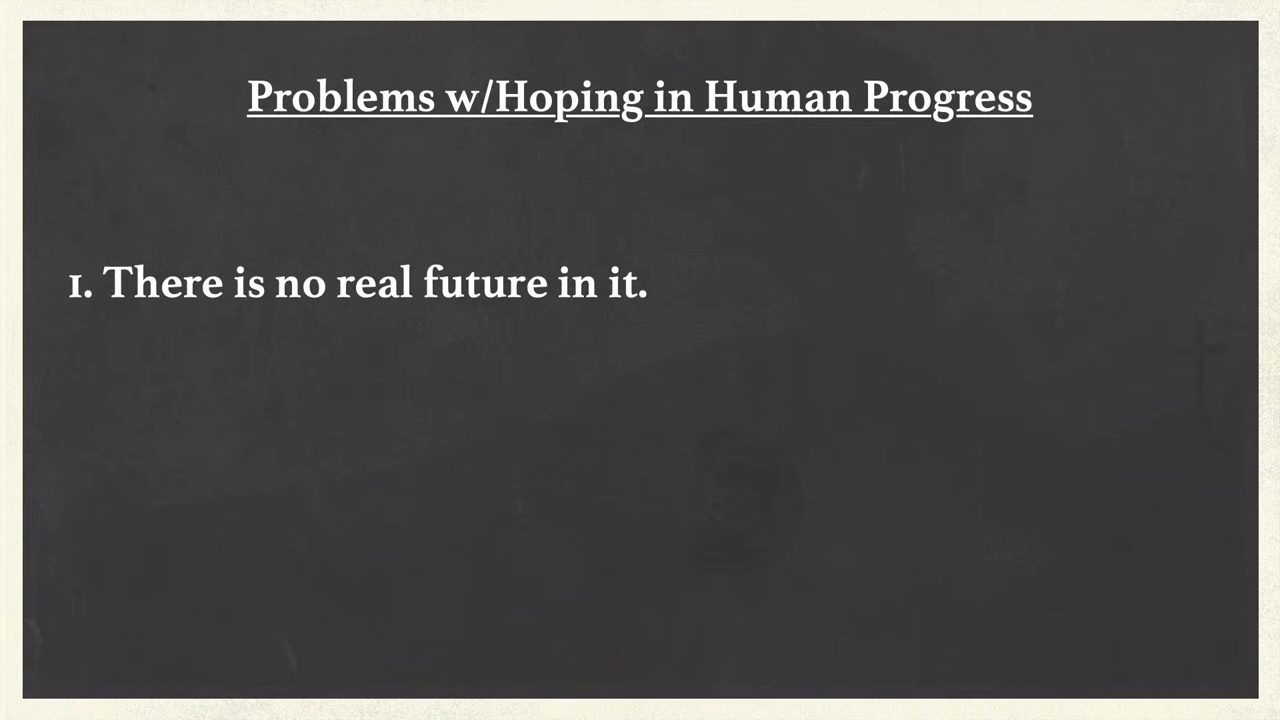 Problems w/Hoping in Human Progress
1. There is no real future in it.